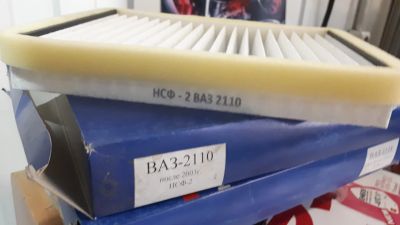 НСФ - 2 ВАЗ 2110
ВАЗ-2110
после 2003г.
НСФ-2